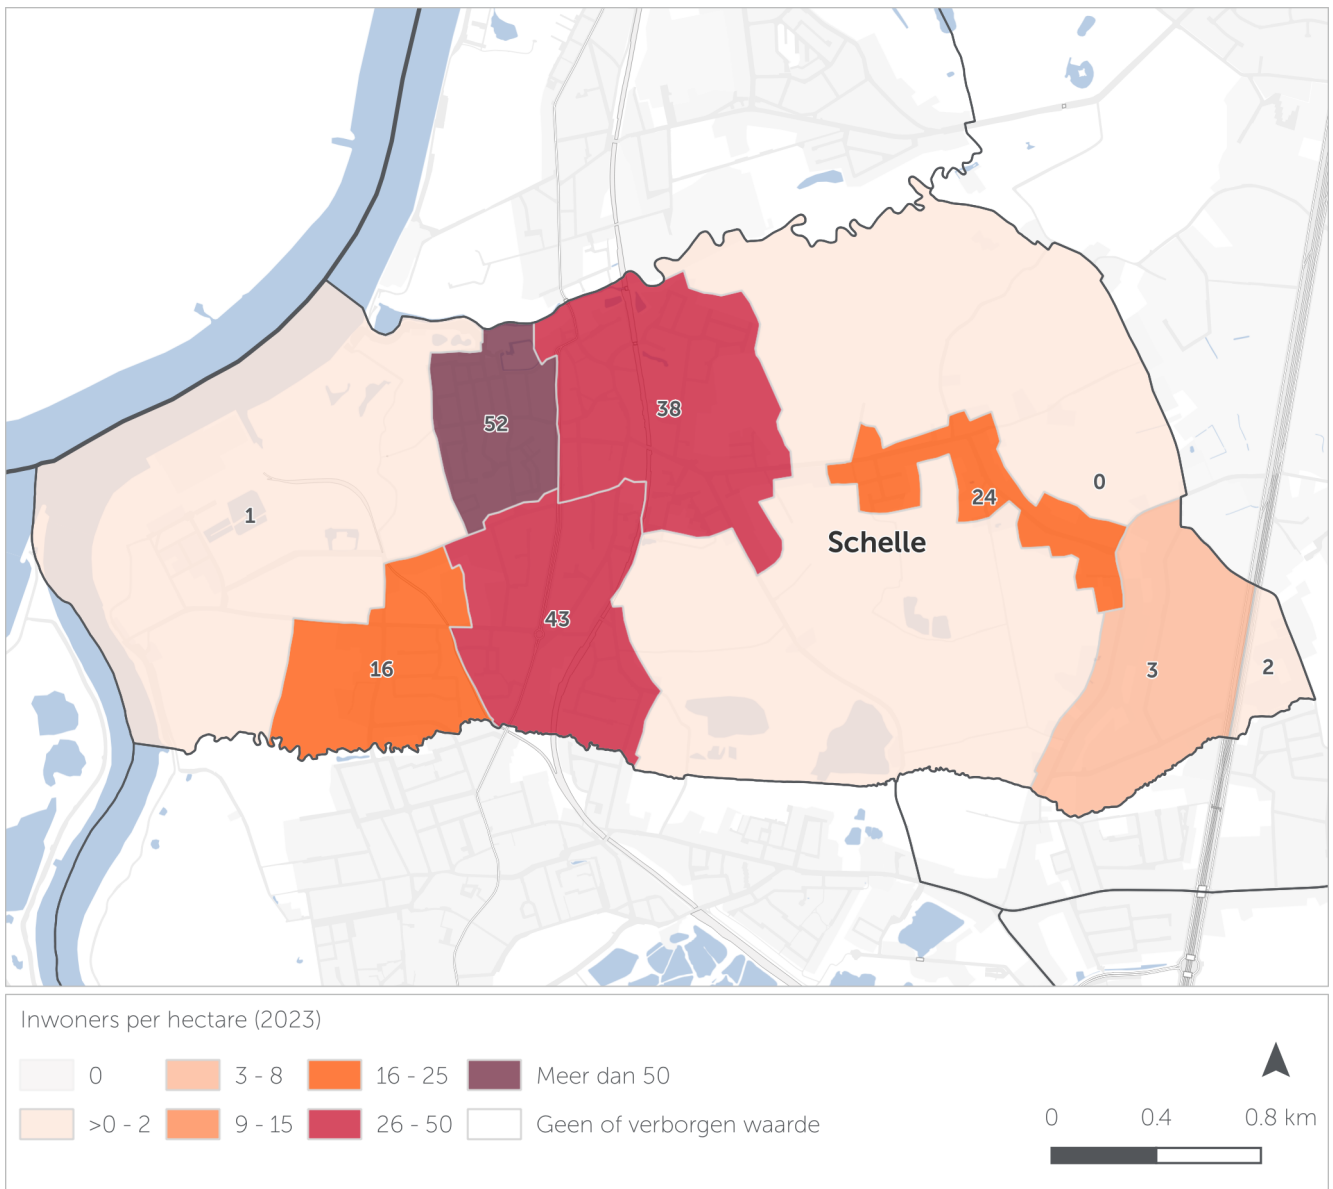 52
38
1
24
0
Schelle
43
16
3
2
Inwoners per hectare (2023)
0
3 - 8
16 - 25
Meer dan 50
>0 - 2
9 - 15
26 - 50
Geen of verborgen waarde
0 0.4 0.8 km